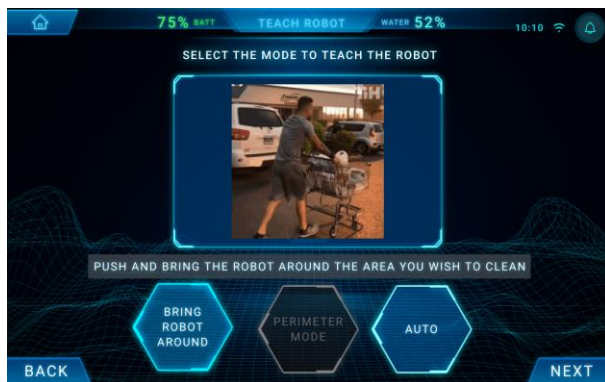 75% BATT
TEACH ROBOT
WATER 52%
10:10
SELECT THE MODE TO TEACH THE ROBOT
PUSH AND BRING THE ROBOT AROUND THE AREA YOU WISH TO CLEAN
BRING
ROBOT
AROUND
PERIMETER
MODE
AUTO
BACK
NEXT